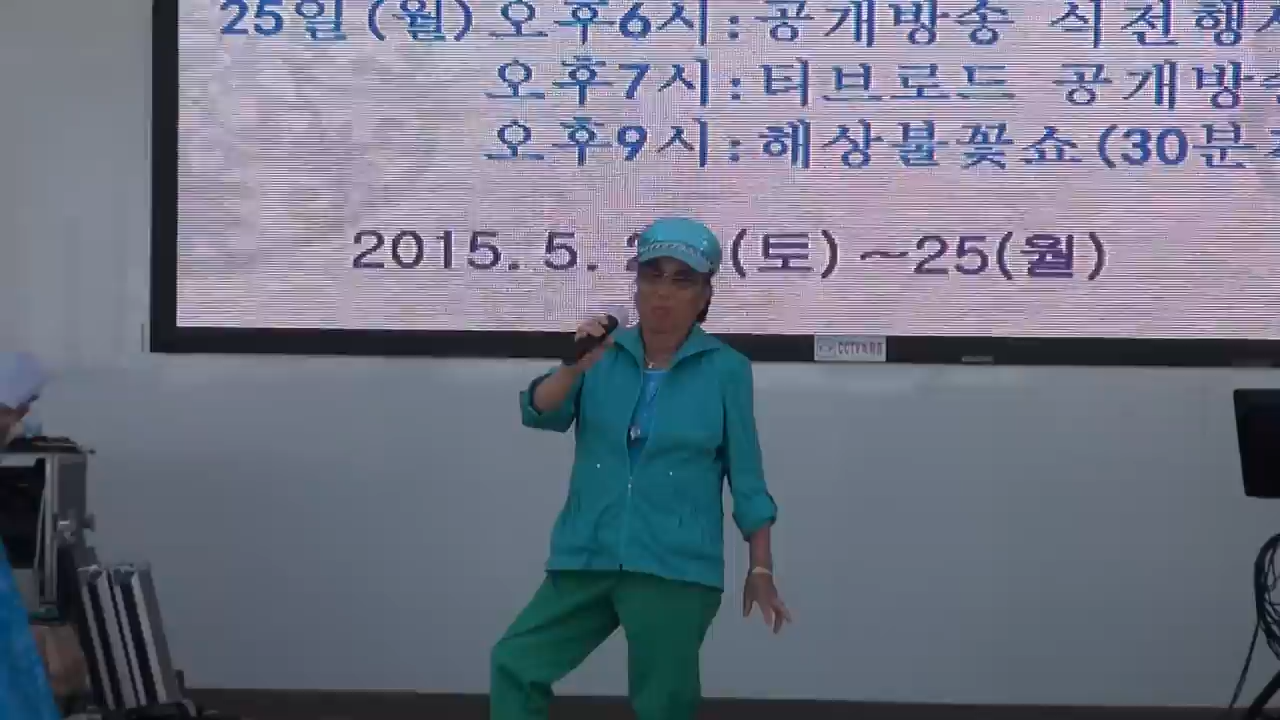 25일 (월) 오후6시 : 공개방송 식전행사
오후7시 : 티브로드 공개방송
오후9시 : 해상불꽃쇼(30분
2015. 5. (토) ~25(월)
CCTV